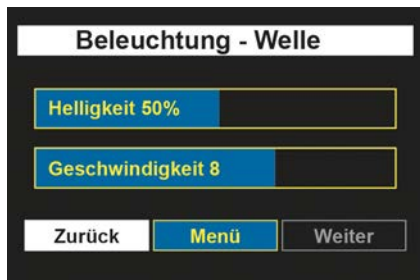 Beleuchtung - Welle
Helligkeit 50%
Geschwindigkeit 8
Zurück Menü Weiter